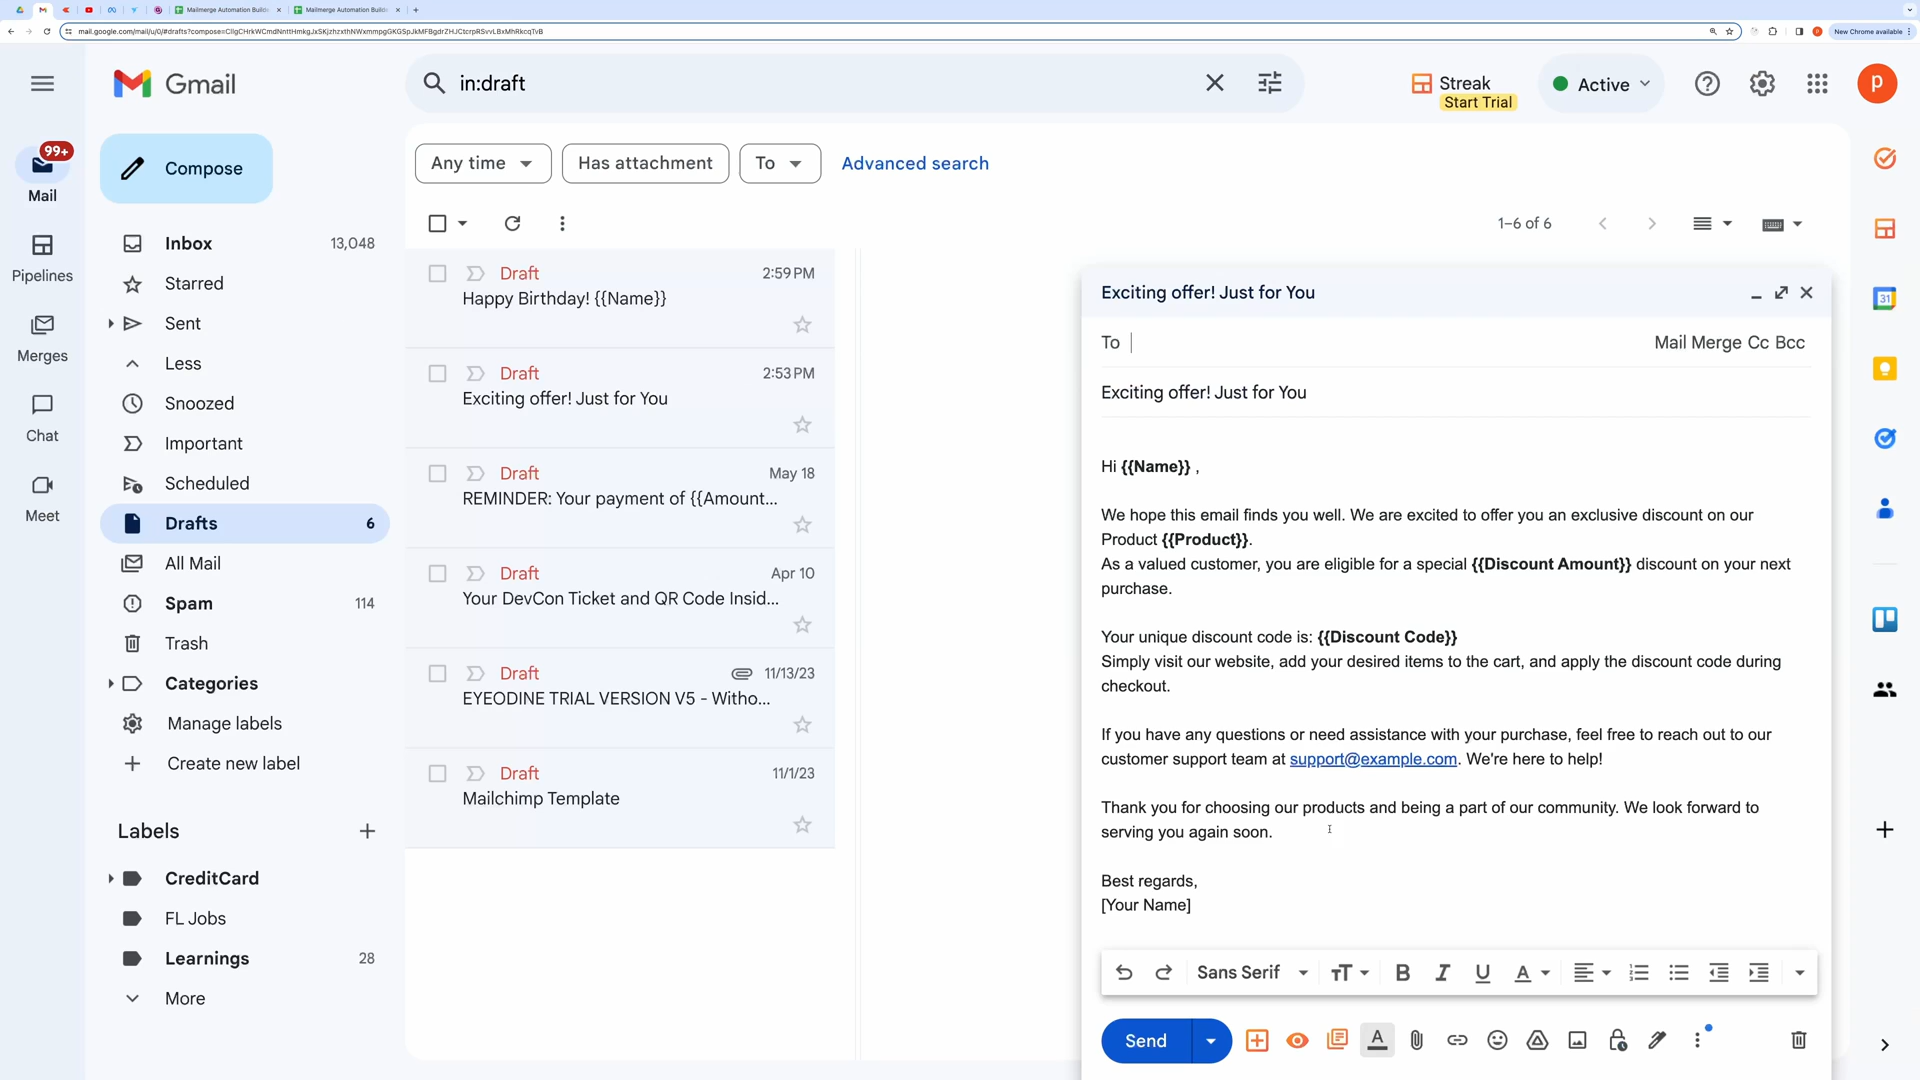 Mailmerge Automation Build
Mailmerge Automation Build
New Chrome available
Gmail
in:draft
Streak
Start Trial
Active
P
99+
Mail
Pipelines
Merges
Chat
Meet
Compose
Inbox 13,048
Starred
Sent
Less
Snoozed
Important
Scheduled
Drafts 6
All Mail
Spam 114
Trash
Categories
Manage labels
Create new label
Labels
CreditCard
FL Jobs
Learnings 28
More
Any time
Has attachment
To
Advanced search
1–6 of 6
Draft 2:59 PM
Happy Birthday! {{Name}}
Draft 2:53 PM
Exciting offer! Just for You
Draft May 18
REMINDER: Your payment of {{Amount...
Draft Apr 10
Your DevCon Ticket and QR Code Insid...
Draft 11/13/23
EYEODINE TRIAL VERSION V5 - Witho...
Draft 11/1/23
Mailchimp Template
Exciting offer! Just for You
To Mail Merge Cc Bcc
Exciting offer! Just for You
Hi {{Name}} ,
We hope this email finds you well. We are excited to offer you an exclusive discount on our
Product {{Product}}.
As a valued customer, you are eligible for a special {{Discount Amount}} discount on your next
purchase.
Your unique discount code is: {{Discount Code}}
Simply visit our website, add your desired items to the cart, and apply the discount code during
checkout.
If you have any questions or need assistance with your purchase, feel free to reach out to our
customer support team at support@example.com. We're here to help!
Thank you for choosing our products and being a part of our community. We look forward to
serving you again soon.
Best regards,
[Your Name]
Sans Serif
Send
31